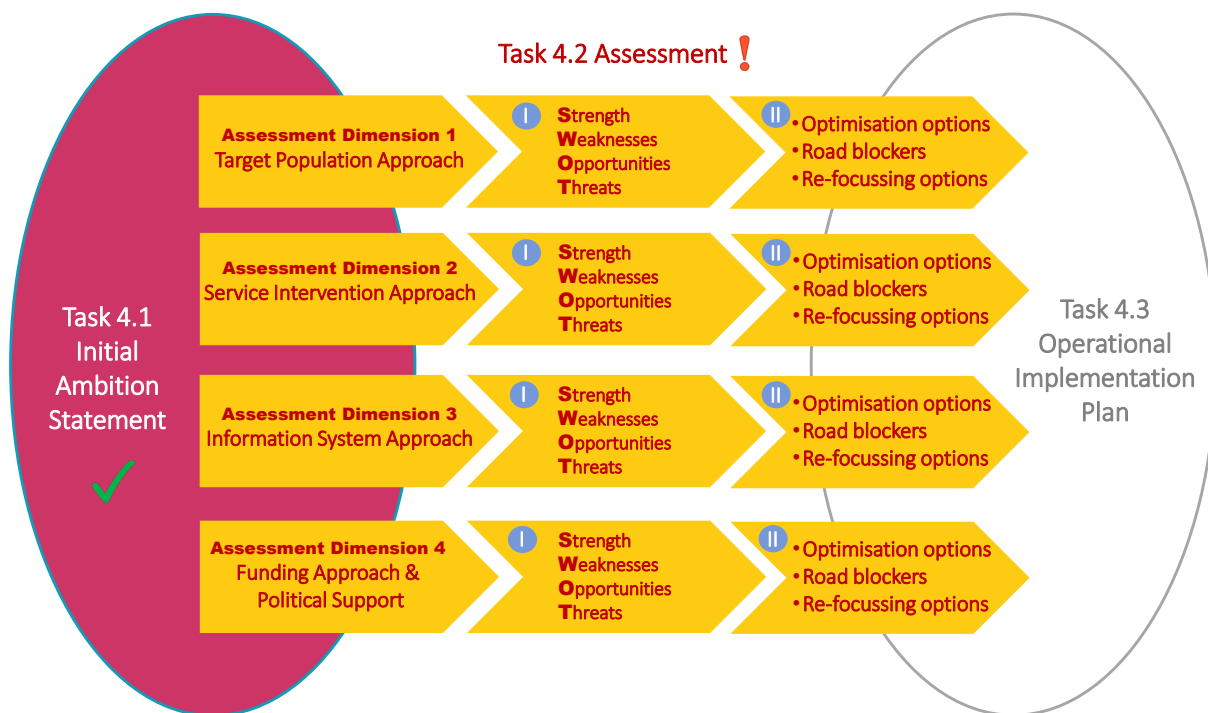 Task 4.2 Assessment❗
Task 4.1
Initial
Ambition
Statement
Assessment Dimension 1
Target Population Approach
I
Strength
Weaknesses
Opportunities
Threats
II
•Optimisation options
•Road blockers
•Re-focussing options
Assessment Dimension 2
Service Intervention Approach
I
Strength
Weaknesses
Opportunities
Threats
II
•Optimisation options
•Road blockers
•Re-focussing options
Assessment Dimension 3
Information System Approach
I
Strength
Weaknesses
Opportunities
Threats
II
•Optimisation options
•Road blockers
•Re-focussing options
Assessment Dimension 4
Funding Approach &
Political Support
I
Strength
Weaknesses
Opportunities
Threats
II
•Optimisation options
•Road blockers
•Re-focussing options
Task 4.3
Operational
Implementation
Plan